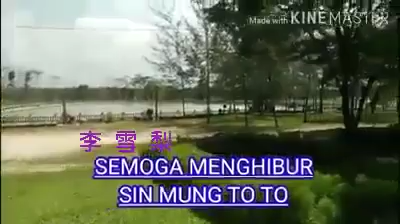 Made with KINEMASTER
李 雪 梨
SEMOGA MENGHIBUR
SIN MUNG TO TO